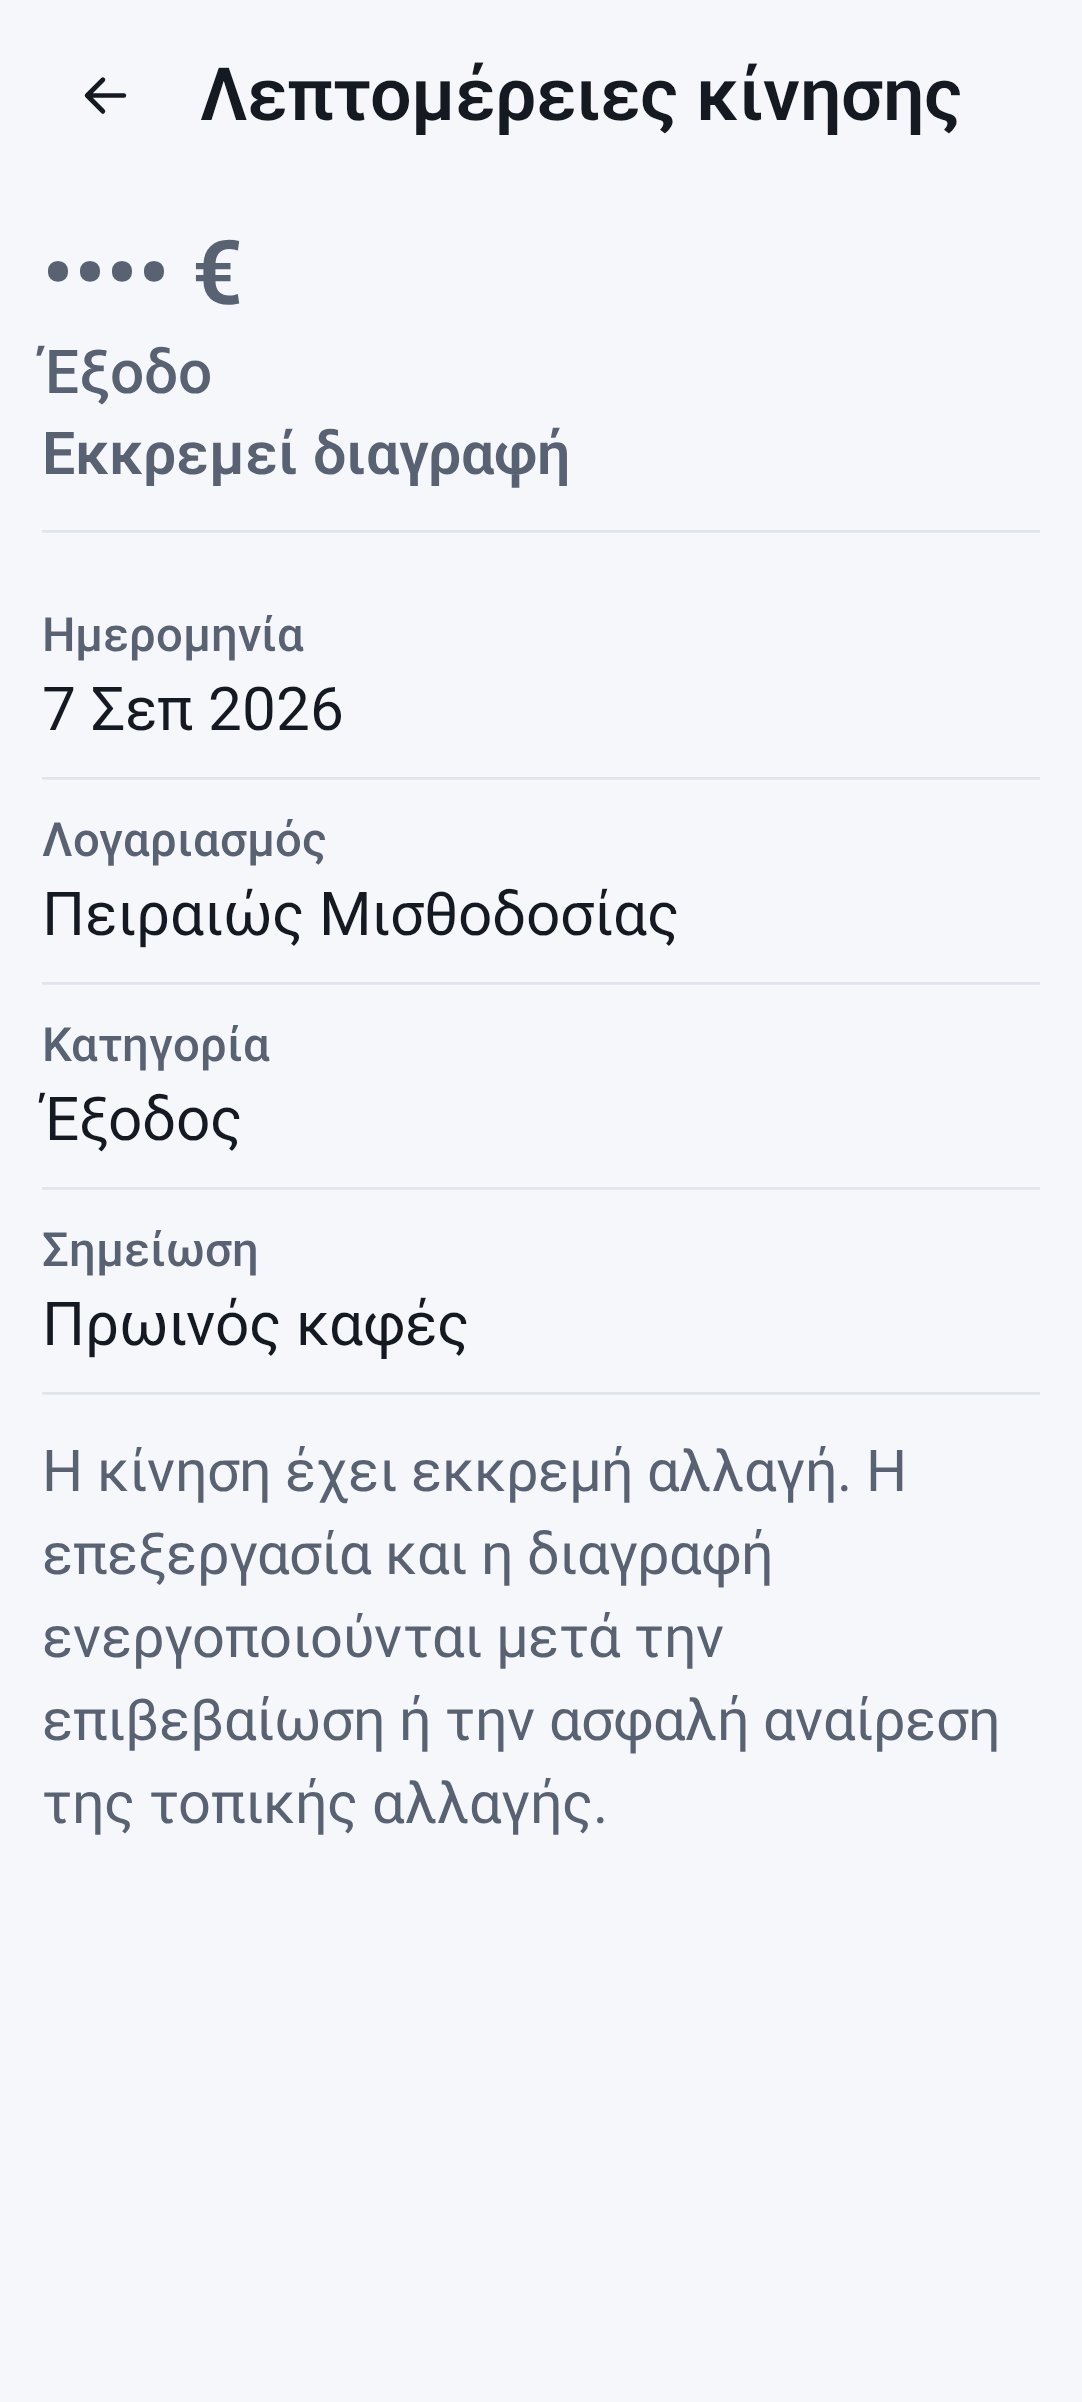 Λεπτομέρειες κίνησης
•••• €
Έξοδο
Εκκρεμεί διαγραφή
Ημερομηνία
7 Σεπ 2026
Λογαριασμός
Πειραιώς Μισθοδοσίας
Κατηγορία
Έξοδος
Σημείωση
Πρωινός καφές
Η κίνηση έχει εκκρεμή αλλαγή. Η
επεξεργασία και η διαγραφή
ενεργοποιούνται μετά την
επιβεβαίωση ή την ασφαλή αναίρεση
της τοπικής αλλαγής.